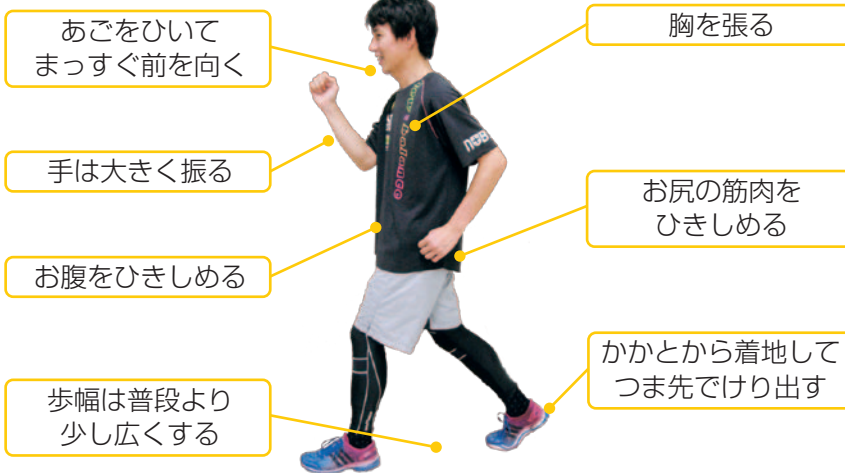 あごをひいて
まっすぐ前を向く
手は大きく振る
お腹をひきしめる
歩幅は普段より
少し広くする
胸を張る
お尻の筋肉を
ひきしめる
かかとから着地して
つま先でけり出す